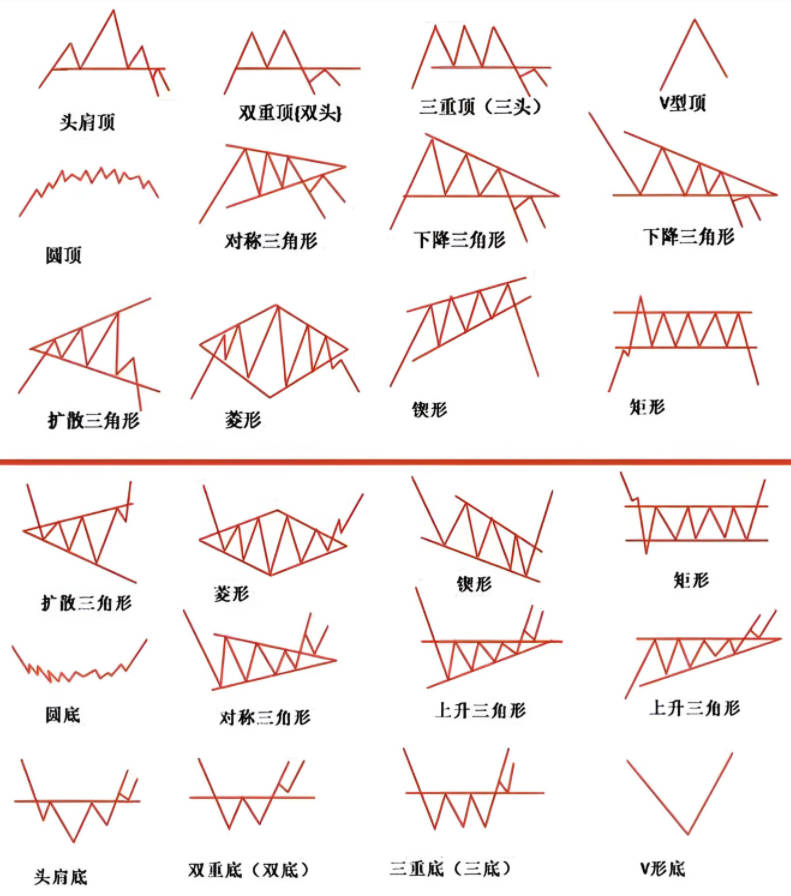 头肩顶
双重顶{双头}
三重顶（三头）
V型顶
圆顶
对称三角形
下降三角形
下降三角形
扩散三角形
菱形
锲形
矩形
扩散三角形
菱形
锲形
矩形
圆底
对称三角形
上升三角形
上升三角形
头肩底
双重底（双底）
三重底（三底）
V形底